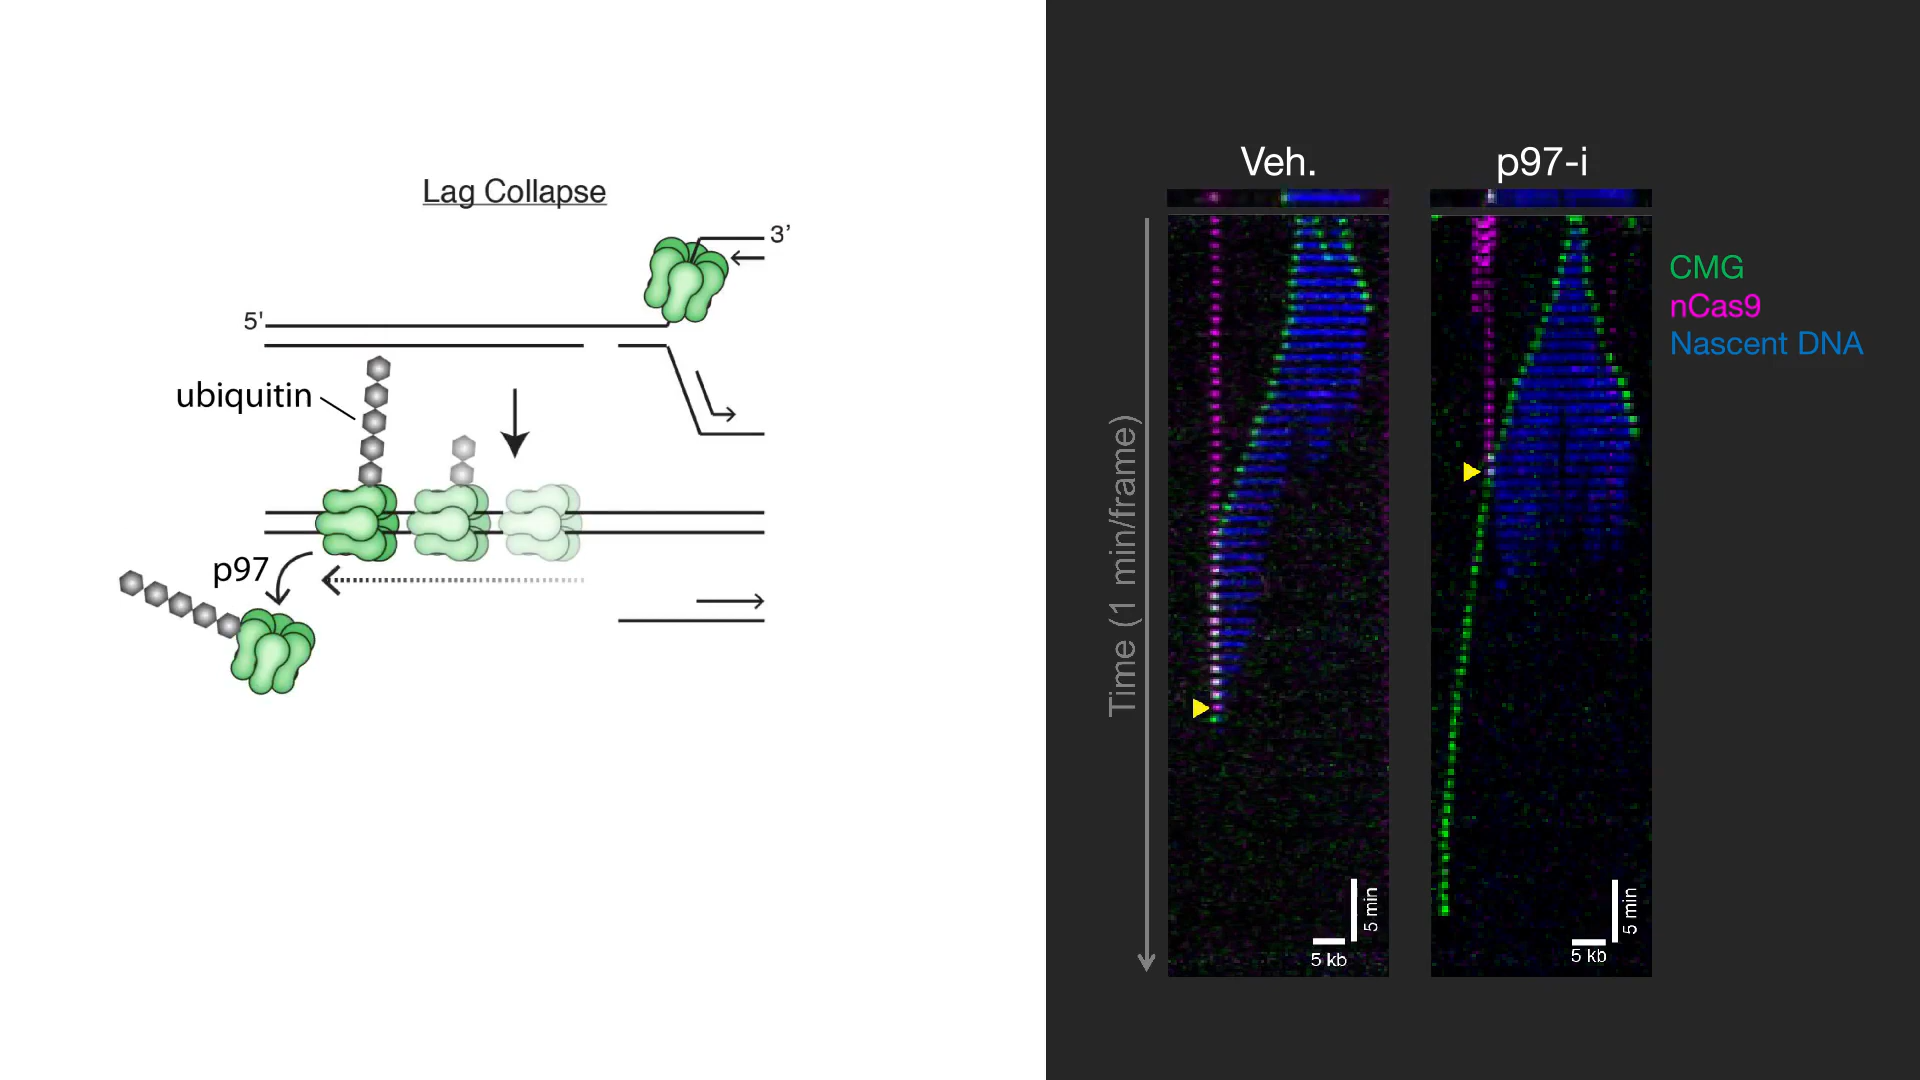 Lag Collapse
3’
5'
ubiquitin
p97
Veh.
p97-i
CMG
nCas9
Nascent DNA
Time (1 min/frame)
5 min
5 kb
5 min
5 kb